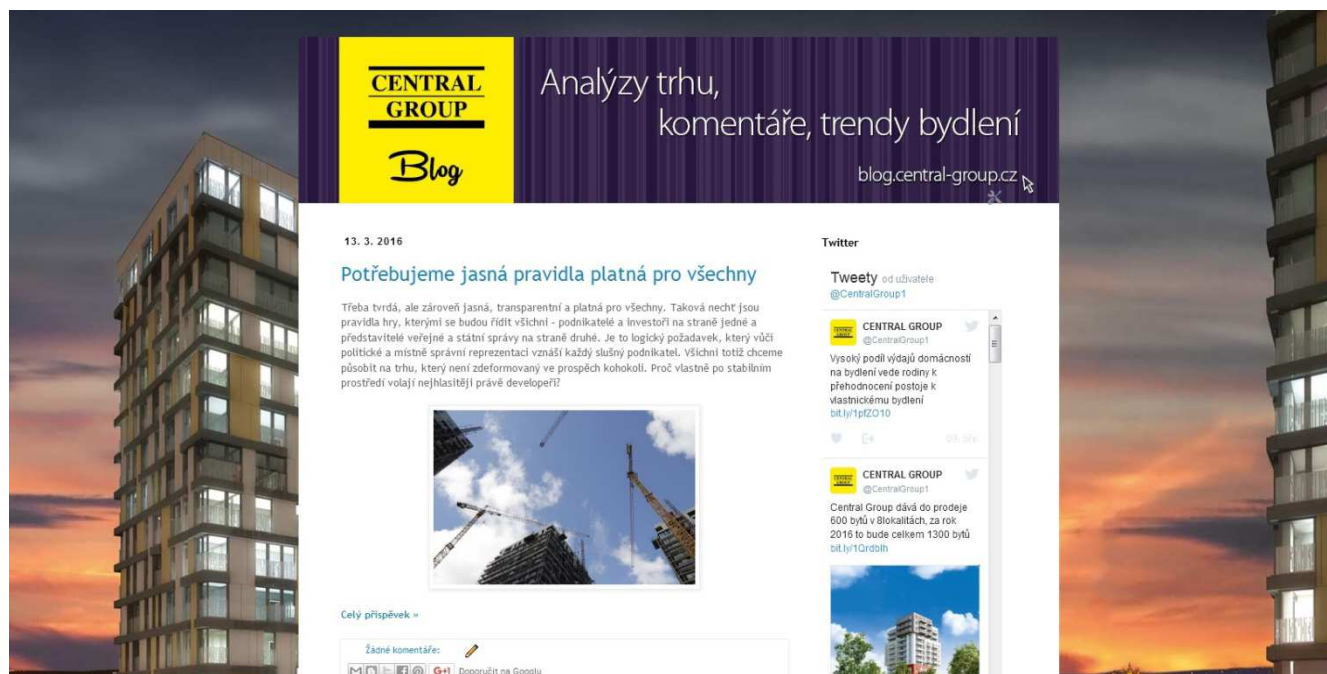 CENTRAL
GROUP
Blog
Analýzy trhu,
komentáře, trendy bydlení
blog.central-group.cz
13. 3. 2016
Potřebujeme jasná pravidla platná pro všechny
Třeba tvrdá, ale zároveň jasná, transparentní a platná pro všechny. Taková nechť jsou
pravidla hry, kterými se budou řídit všichni - podnikatelé a investoři na straně jedné a
představitelé veřejné a státní správy na straně druhé. Je to logický požadavek, který vůči
politické a místně správní reprezentaci vznáší každý slušný podnikatel. Všichni totiž chceme
působit na trhu, který není zdeformovaný ve prospěch kohokoli. Proč vlastně po stabilním
prostředí volají nejhlasitěji právě developeři?
Celý příspěvek »
Žádné komentáře:
G+1 Doporučit na Googlu
Twitter
Tweety od uživatele
@CentralGroup1
CENTRAL GROUP
@CentralGroup1
Vysoký podíl výdajů domácností
na bydlení vede rodiny k
přehodnocení postoje k
vlastnickému bydlení
bit.ly/1pfZO10
09. bře.
CENTRAL GROUP
@CentralGroup1
Central Group dává do prodeje
600 bytů v 8lokalitách, za rok
2016 to bude celkem 1300 bytů
bit.ly/1Qrdblh